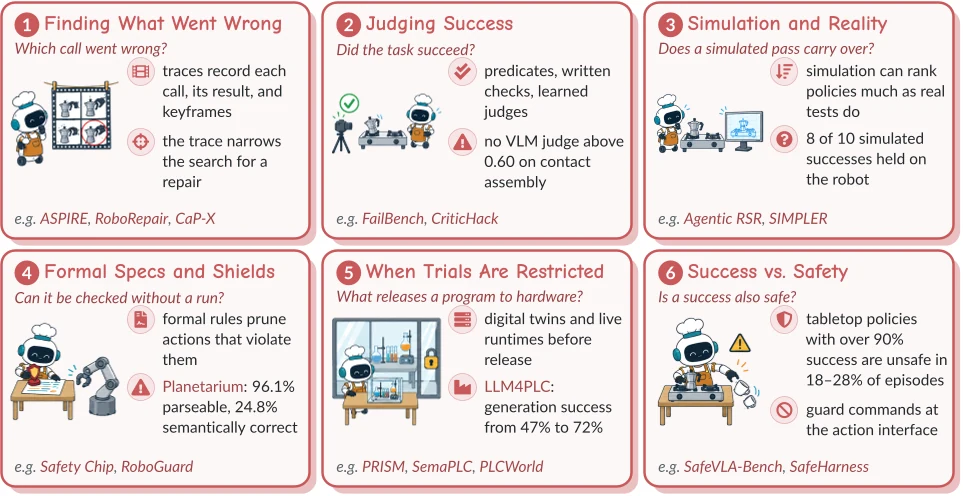 1 Finding What Went Wrong
Which call went wrong?
traces record each
call, its result, and
keyframes
the trace narrows
the search for a
repair
e.g. ASPIRE, RoboRepair, CaP-X
2 Judging Success
Did the task succeed?
predicates, written
checks, learned
judges
no VLM judge above
0.60 on contact
assembly
e.g. FailBench, CriticHack
3 Simulation and Reality
Does a simulated pass carry over?
simulation can rank
policies much as real
tests do
8 of 10 simulated
successes held on
the robot
e.g. Agentic RSR, SIMPLER
4 Formal Specs and Shields
Can it be checked without a run?
formal rules prune
actions that violate
them
Planetarium: 96.1%
parseable, 24.8%
semantically correct
e.g. Safety Chip, RoboGuard
5 When Trials Are Restricted
What releases a program to hardware?
digital twins and live
runtimes before
release
LLM4PLC:
generation success
from 47% to 72%
e.g. PRISM, SemaPLC, PLCWorld
6 Success vs. Safety
Is a success also safe?
tabletop policies
with over 90%
success are unsafe in
18–28% of episodes
guard commands at
the action interface
e.g. SafeVLA-Bench, SafeHarness